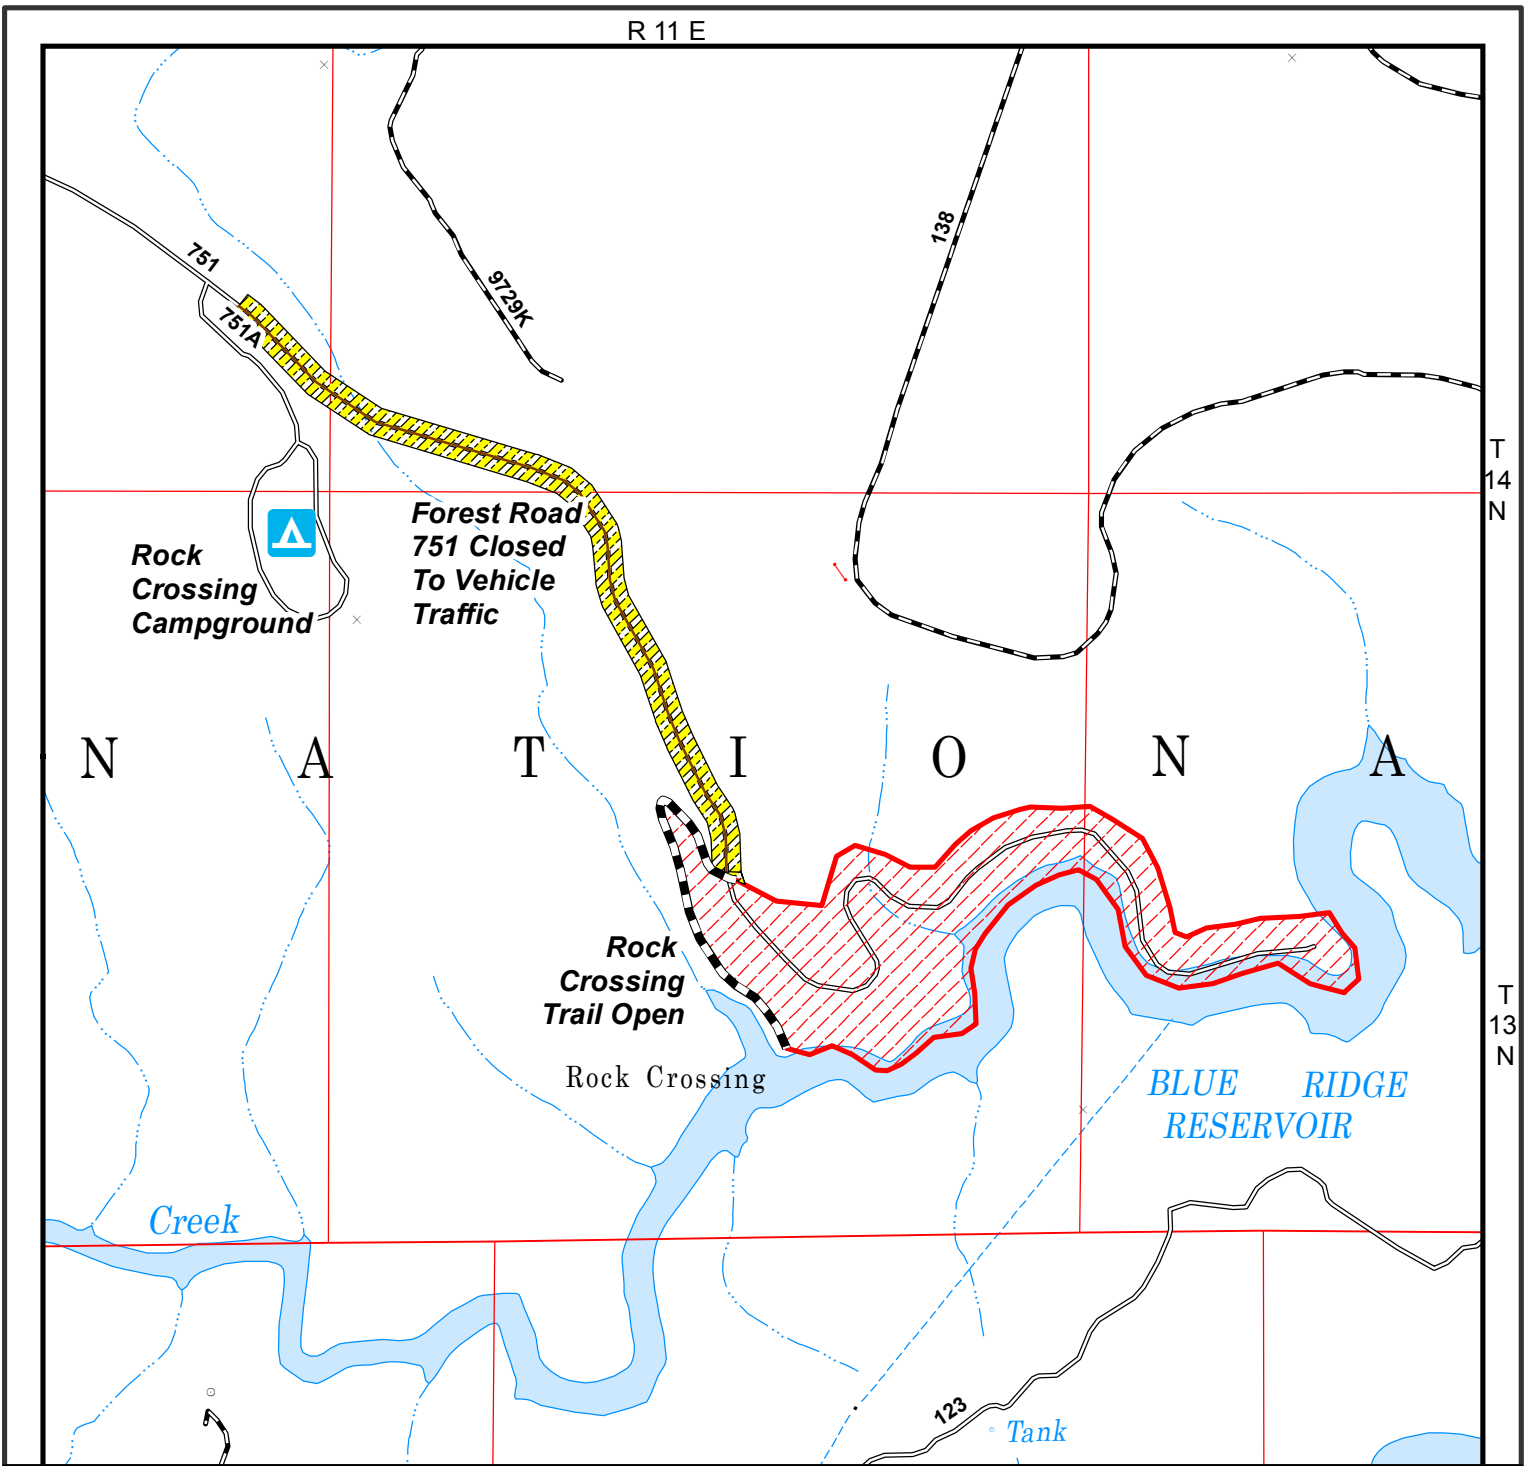 R 11 E
138
751
9729K
751A
T
14
N
Forest Road
751 Closed
To Vehicle
Traffic
Rock
Crossing
Campground
N A T I O N A
Rock
Crossing
Trail Open
T
13
N
Rock Crossing
BLUE RIDGE
RESERVOIR
Creek
123
Tank